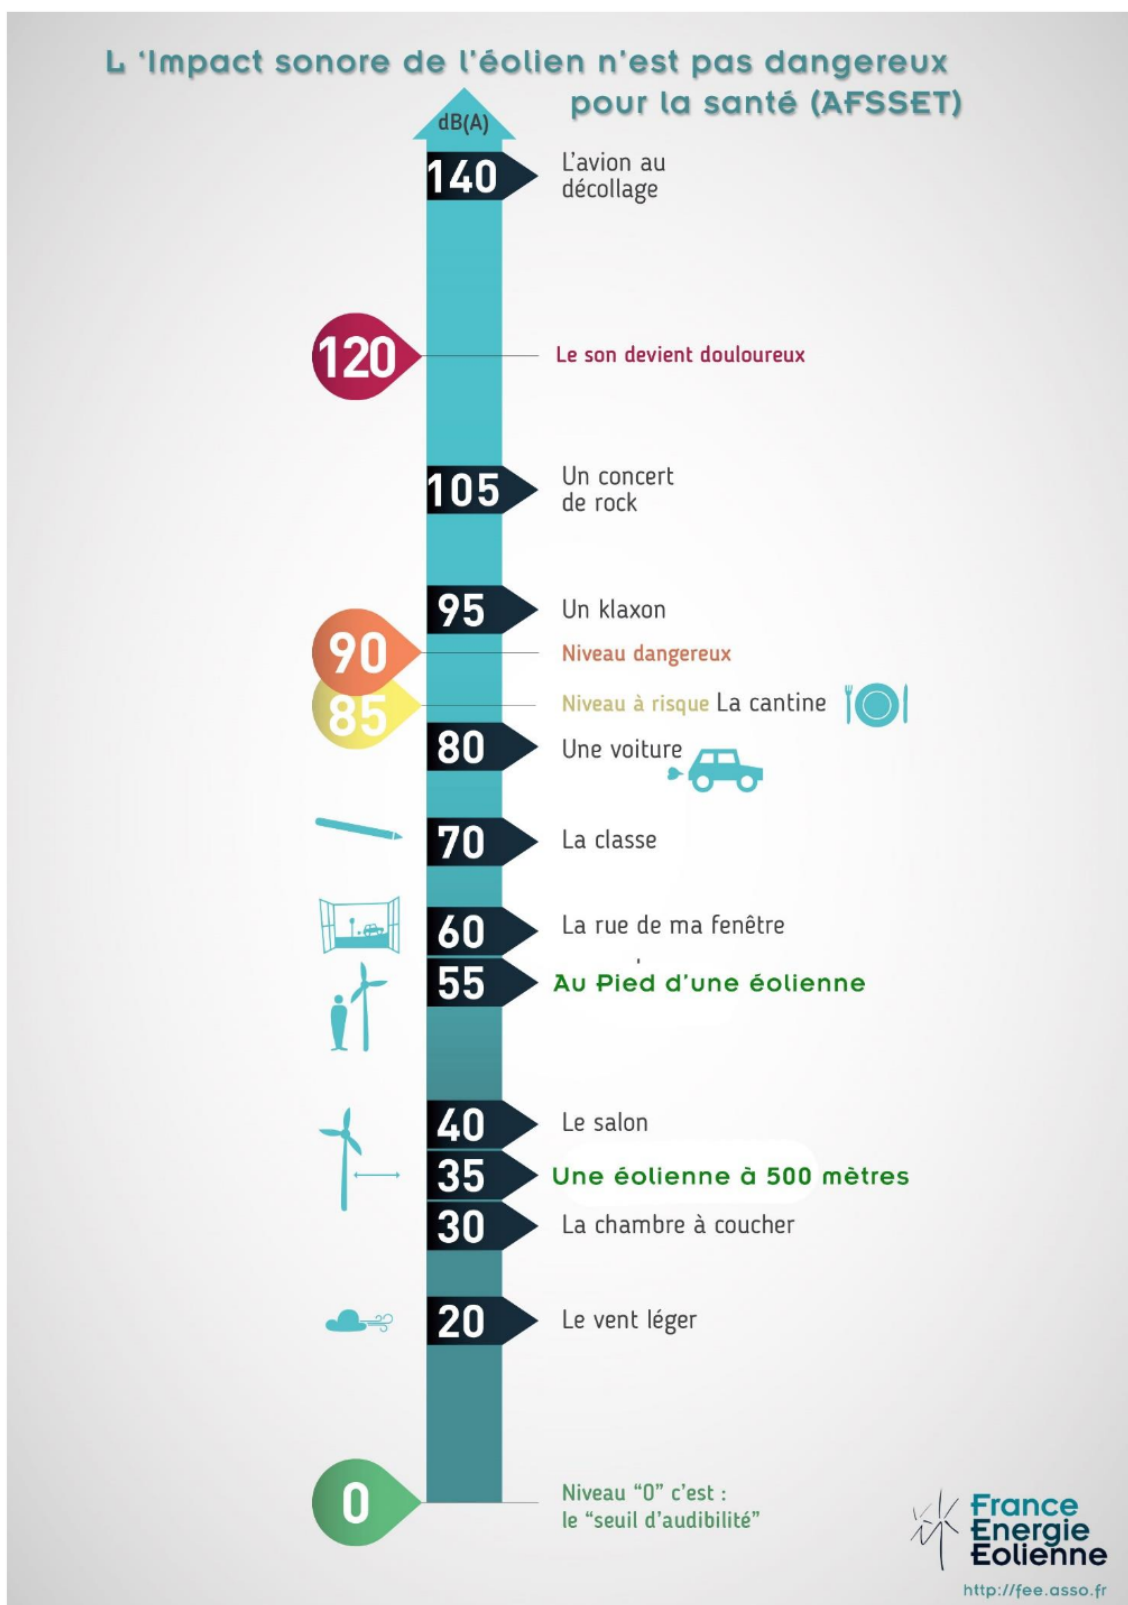 L 'Impact sonore de l'éolien n'est pas dangereux
pour la santé (AFSSET)
dB(A)
140 L'avion au
décollage
120 Le son devient douloureux
105 Un concert
de rock
95 Un klaxon
90 Niveau dangereux
85 Niveau à risque La cantine
80 Une voiture
70 La classe
60 La rue de ma fenêtre
55 Au Pied d'une éolienne
40 Le salon
35 Une éolienne à 500 mètres
30 La chambre à coucher
20 Le vent léger
0 Niveau "0" c'est :
le "seuil d'audibilité"
France
Energie
Eolienne
http://fee.asso.fr